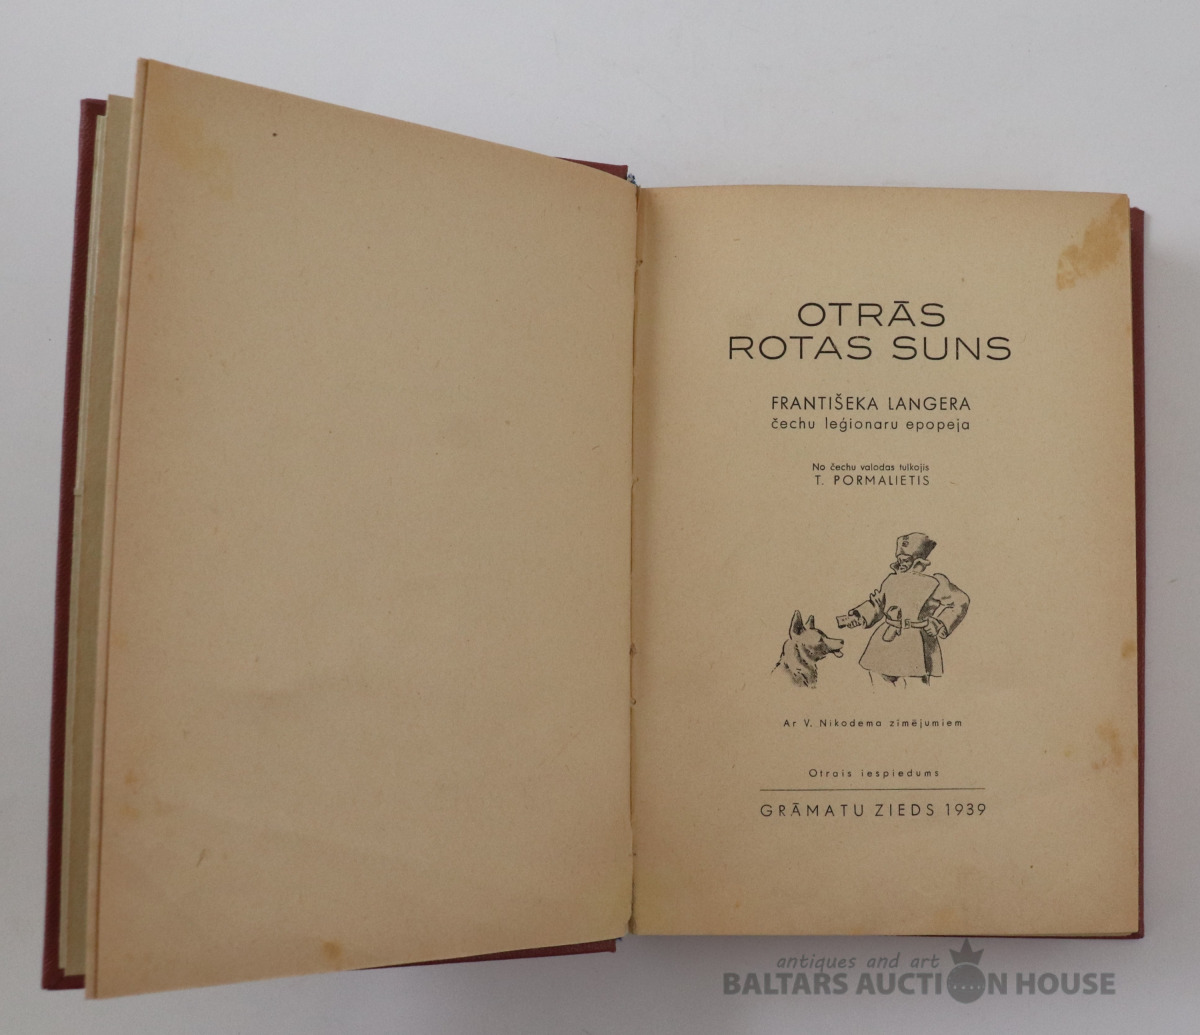 OTRĀS
ROTAS SUNS
FRANTIŠEKA LANGERA
čechu leģionaru epopeja
No čechu valodas tulkojis
T. PORMALIETIS
Ar V. Nikodema zīmējumiem
Otrais iespiedums
GRĀMATU ZIEDS 1939
antiques and art
BALTARS AUCTION HOUSE